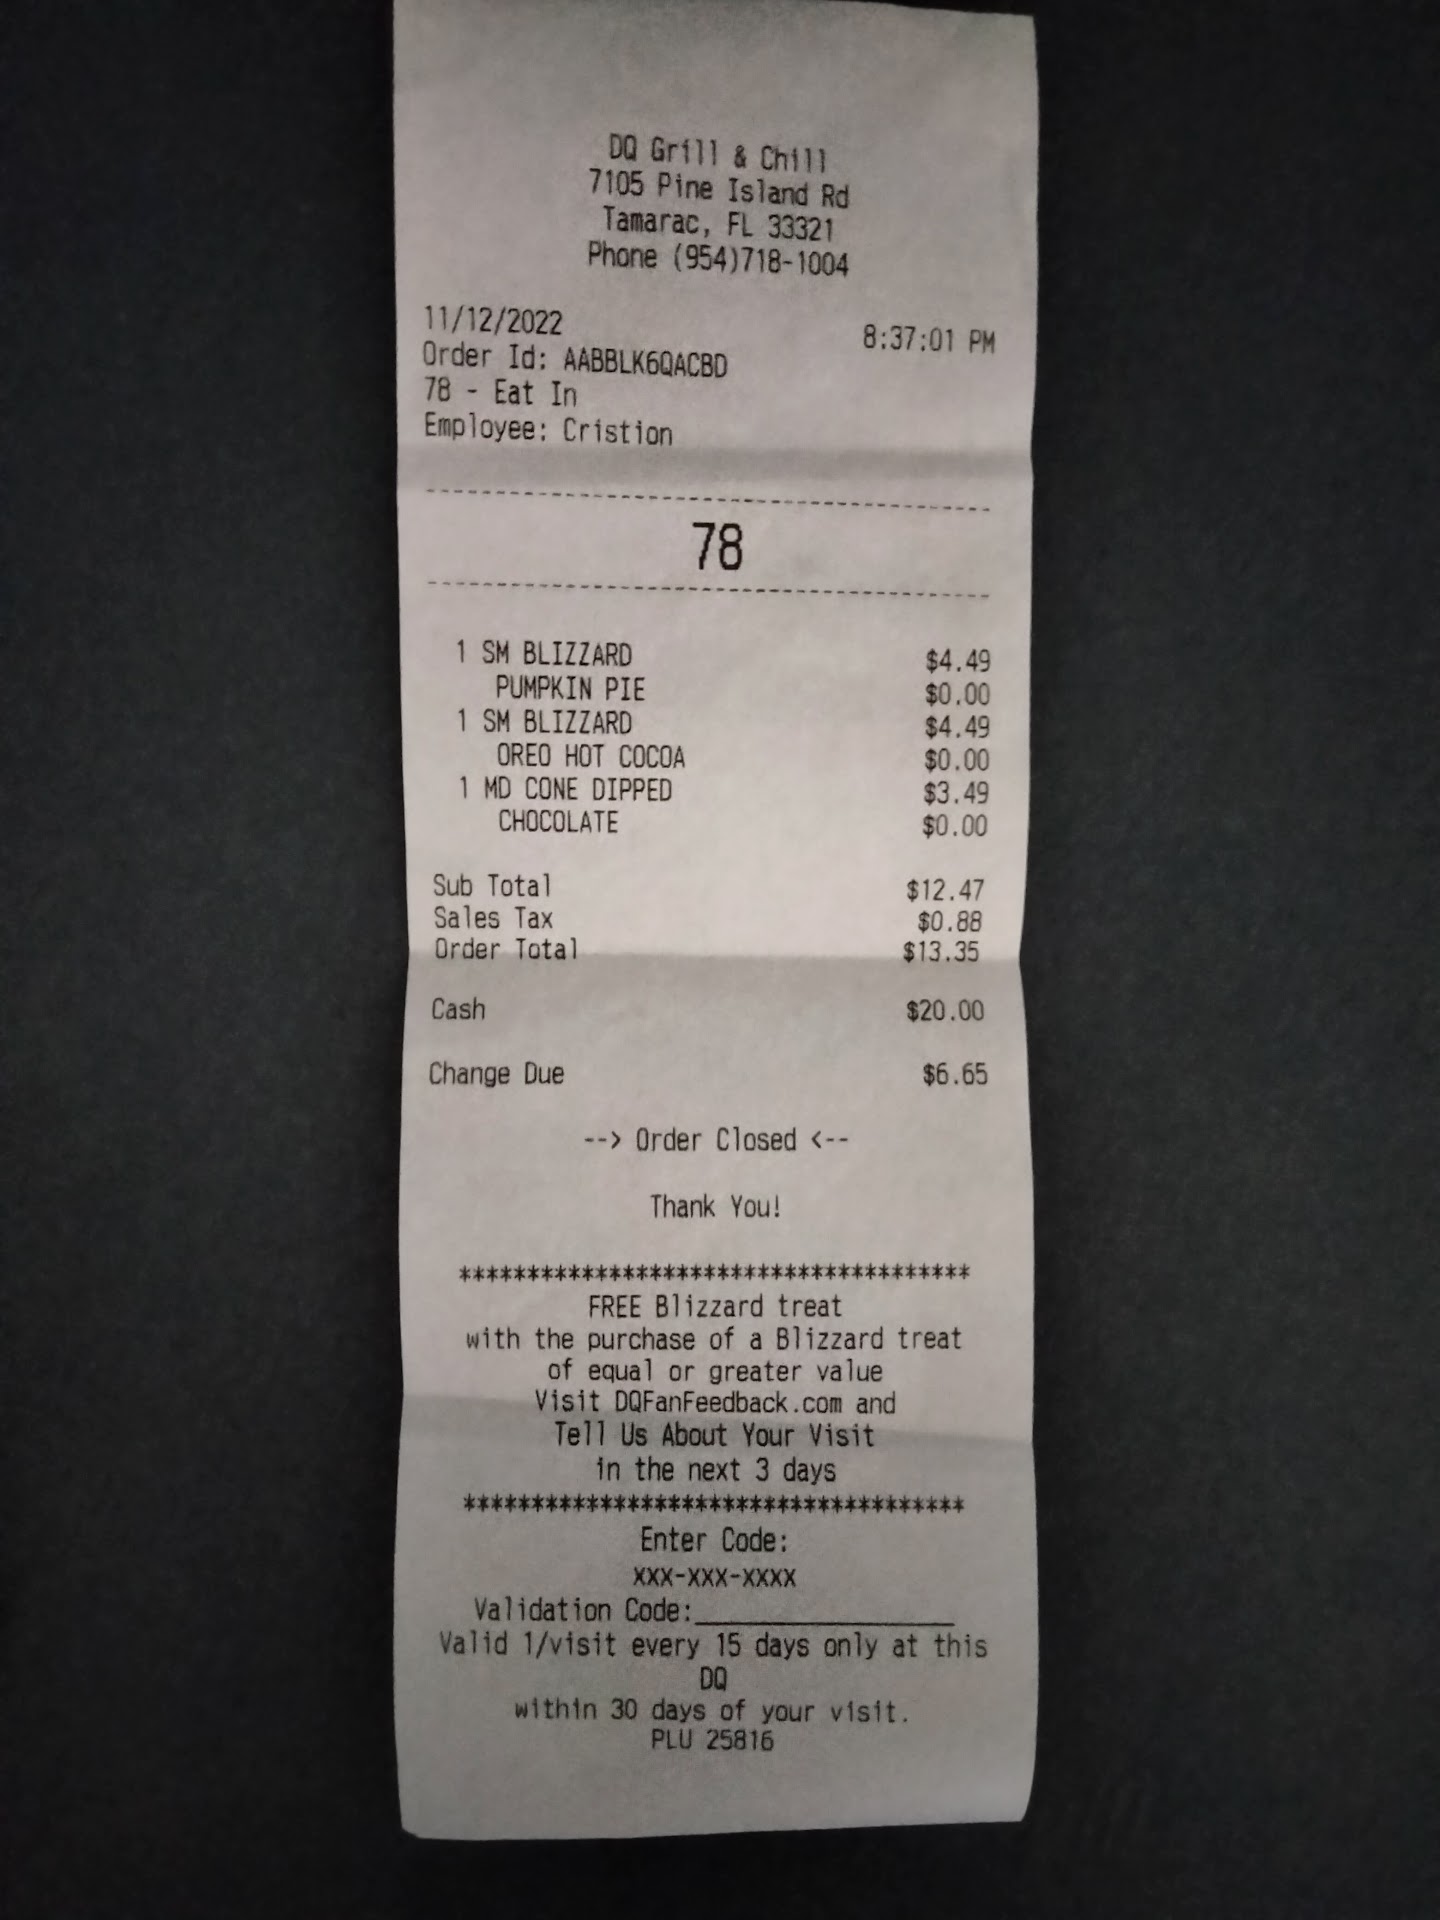 DQ Grill & Chill
7105 Pine Island Rd
Tamarac, FL 33321
Phone (954)718-1004
11/12/2022 8:37:01 PM
Order Id: AABBLK6QACBD
78 - Eat In
Employee: Cristion
--------------------------------------------
78
--------------------------------------------
1 SM BLIZZARD $4.49
PUMPKIN PIE $0.00
1 SM BLIZZARD $4.49
OREO HOT COCOA $0.00
1 MD CONE DIPPED $3.49
CHOCOLATE $0.00
Sub Total $12.47
Sales Tax $0.88
Order Total $13.35
Cash $20.00
Change Due $6.65
--> Order Closed <--
Thank You!
**************************************
FREE Blizzard treat
with the purchase of a Blizzard treat
of equal or greater value
Visit DQFanFeedback.com and
Tell Us About Your Visit
in the next 3 days
*************************************
Enter Code:
xxx-xxx-xxxx
Validation Code:___________________
Valid 1/visit every 15 days only at this
DQ
within 30 days of your visit.
PLU 25816